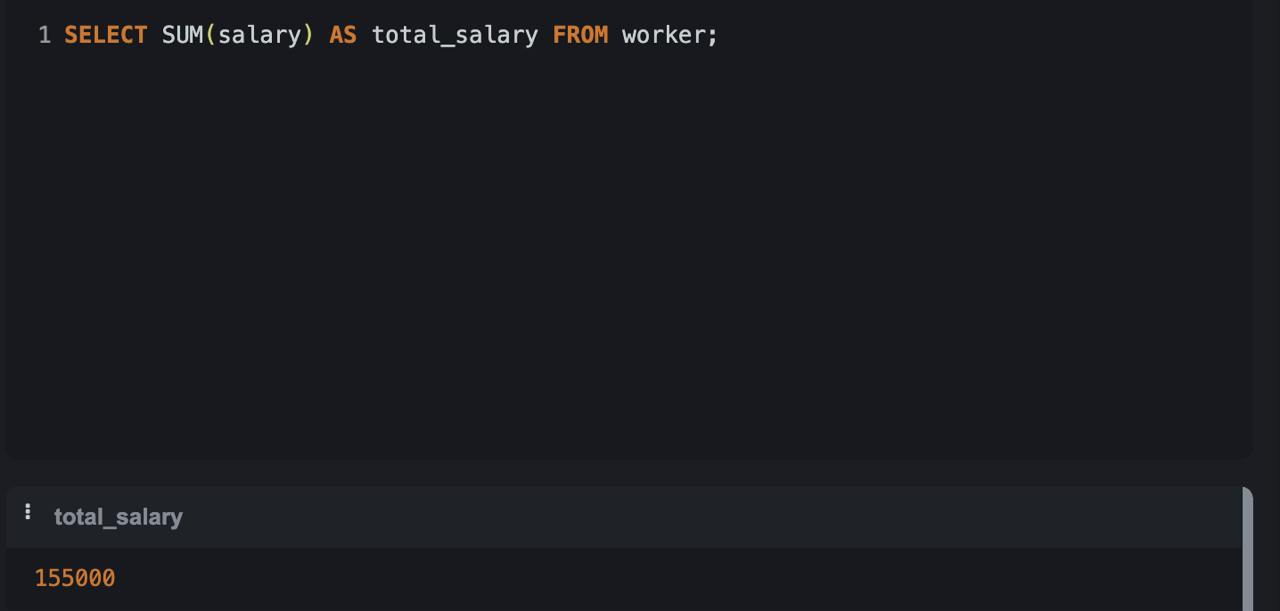 1 SELECT SUM(salary) AS total_salary FROM worker;
total_salary
155000